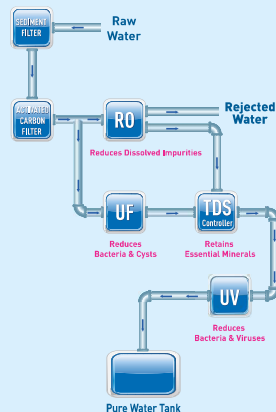 SEDIMENT
FILTER
Raw
Water
ACTIVATED
CARBON
FILTER
RO
Rejected
Water
Reduces Dissolved Impurities
UF
TDS
Controller
Reduces
Bacteria & Cysts
Retains
Essential Minerals
UV
Reduces
Bacteria & Viruses
Pure Water Tank